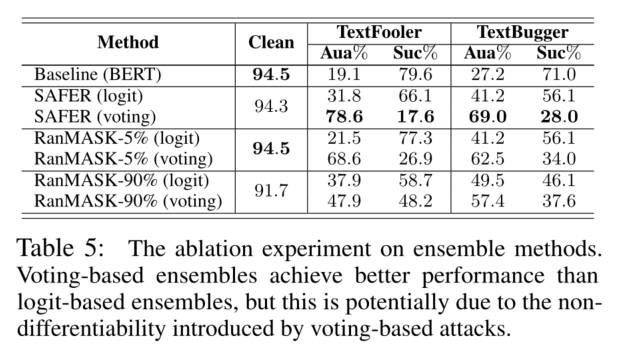 Method Clean TextFooler TextBugger
Aua% Suc% Aua% Suc%
Baseline (BERT) 94.5 19.1 79.6 27.2 71.0
SAFER (logit) 94.3 31.8 66.1 41.2 56.1
SAFER (voting) 78.6 17.6 69.0 28.0
RanMASK-5% (logit) 94.5 21.5 77.3 41.2 56.1
RanMASK-5% (voting) 68.6 26.9 62.5 34.0
RanMASK-90% (logit) 91.7 37.9 58.7 49.5 46.1
RanMASK-90% (voting) 47.9 48.2 57.4 37.6
Table 5: The ablation experiment on ensemble methods.
Voting-based ensembles achieve better performance than
logit-based ensembles, but this is potentially due to the non-
differentiability introduced by voting-based attacks.